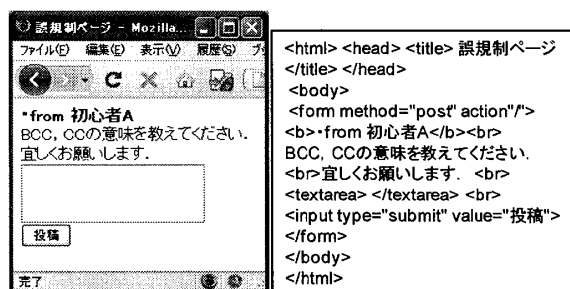 誤規制ページ - Mozilla...
ファイル(F) 編集(E) 表示(V) 履歴(S)
・from 初心者A
BCC, CCの意味を教えてください.
宜しくお願いします.
投稿
完了
<html> <head> <title> 誤規制ページ
</title> </head>
<body>
<form method="post" action"/">
<b>・from 初心者A</b><br>
BCC, CCの意味を教えてください.
<br>宜しくお願いします. <br>
<textarea> </textarea> <br>
<input type="submit" value="投稿">
</form>
</body>
</html>